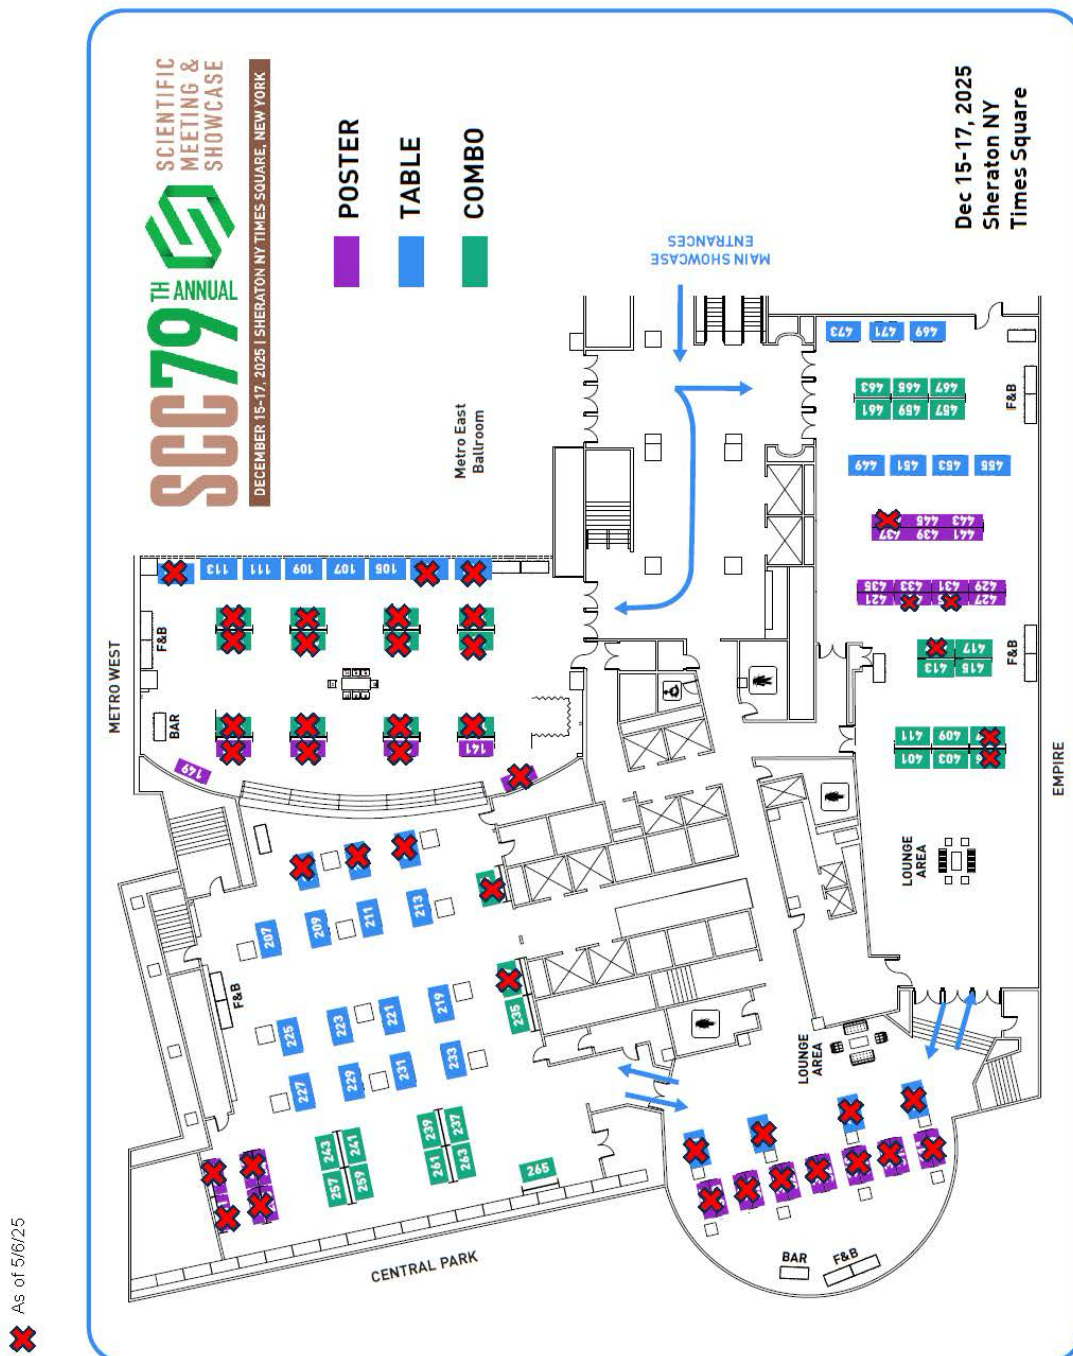 As of 5/6/25
SCC79TH ANNUAL
SCIENTIFIC
MEETING &
SHOWCASE
DECEMBER 15-17, 2025 | SHERATON NY TIMES SQUARE, NEW YORK
POSTER
TABLE
COMBO
Dec 15-17, 2025
Sheraton NY
Times Square
MAIN SHOWCASE
ENTRANCES
Metro East
Ballroom
METRO WEST
F&B
BAR
113
111
109
107
105
141
149
207
209
211
213
F&B
225
223
221
219
227
229
231
233
235
243
241
257
259
239
237
261
263
265
CENTRAL PARK
473
471
469
463
465
467
461
459
457
F&B
449
451
453
455
445
443
437
439
441
435
433
431
429
421
427
417
413
415
F&B
411
409
401
403
EMPIRE
LOUNGE
AREA
LOUNGE
AREA
BAR
F&B